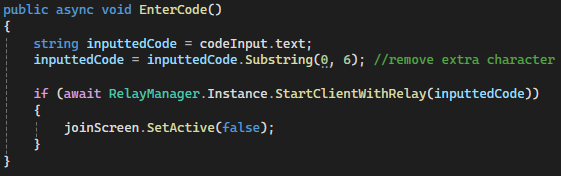 public async void EnterCode()
{
    string inputtedCode = codeInput.text;
    inputtedCode = inputtedCode.Substring(0, 6); //remove extra character

    if (await RelayManager.Instance.StartClientWithRelay(inputtedCode))
    {
        joinScreen.SetActive(false);
    }
}